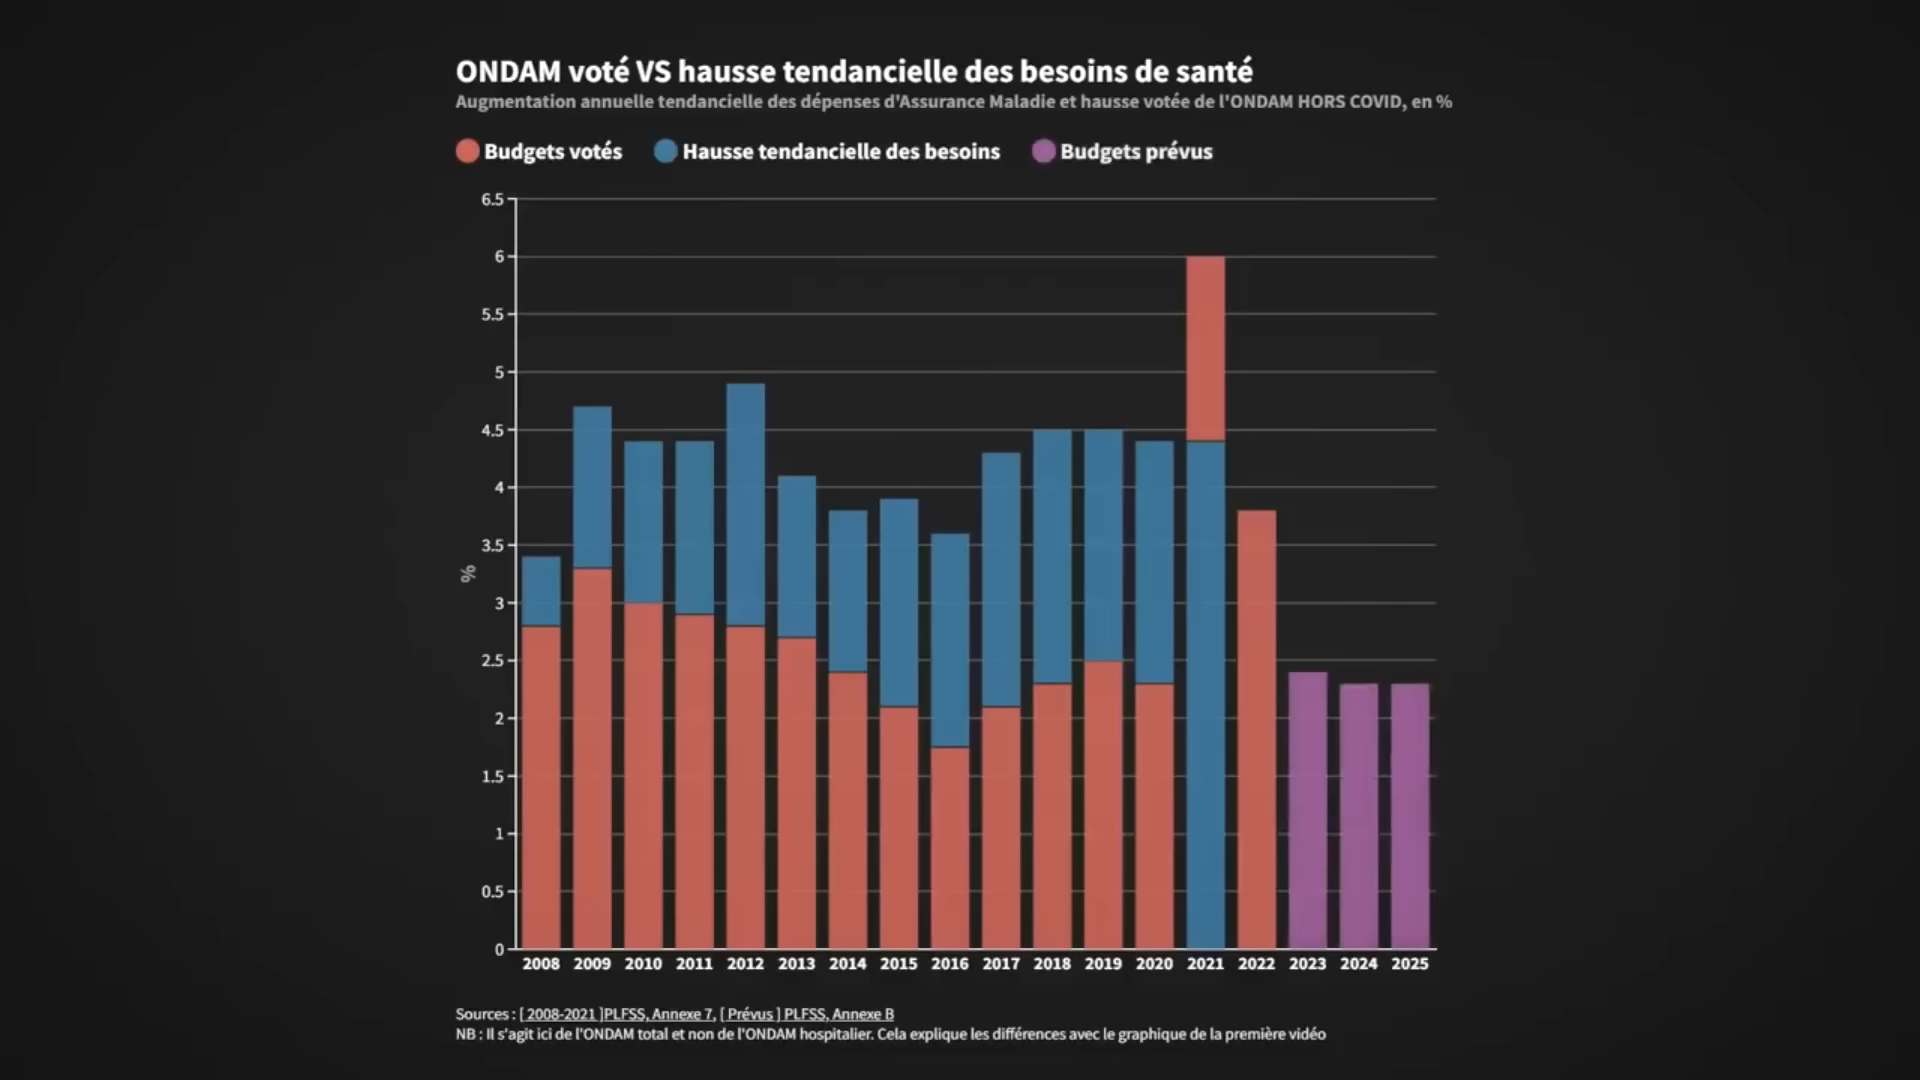 ONDAM voté VS hausse tendancielle des besoins de santé
Augmentation annuelle tendancielle des dépenses d'Assurance Maladie et hausse votée de l'ONDAM HORS COVID, en %
Budgets votés Hausse tendancielle des besoins Budgets prévus
6.5
6
5.5
5
4.5
4
3.5
%
3
2.5
2
1.5
1
0.5
0
2008 2009 2010 2011 2012 2013 2014 2015 2016 2017 2018 2019 2020 2021 2022 2023 2024 2025
Sources : [ 2008-2021 ]PLFSS, Annexe 7, [ Prévus ] PLFSS, Annexe B
NB : Il s'agit ici de l'ONDAM total et non de l'ONDAM hospitalier. Cela explique les différences avec le graphique de la première vidéo